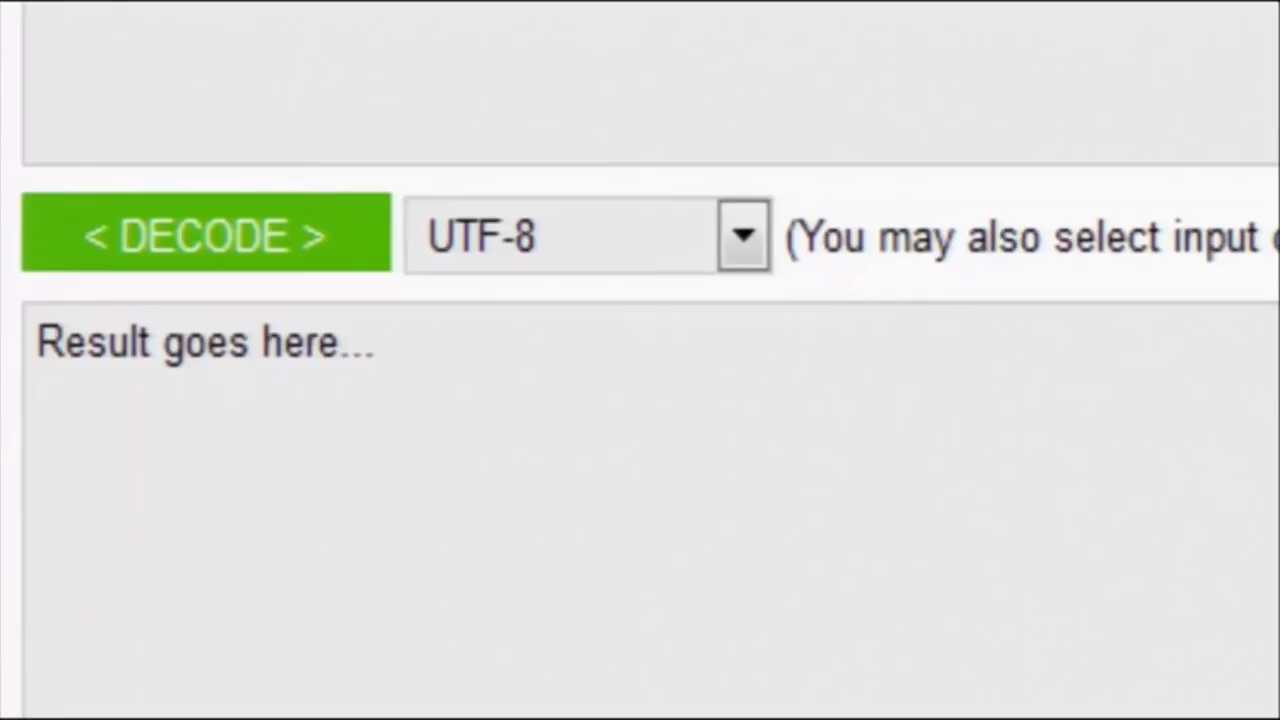 < DECODE > UTF-8 (You may also select input
Result goes here...